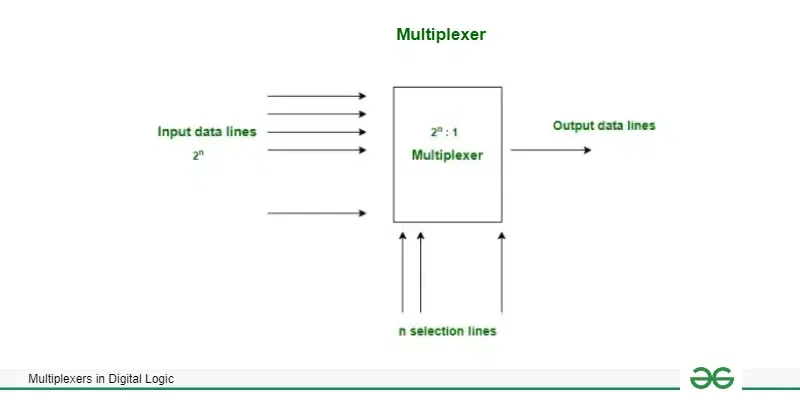 Multiplexer
Input data lines
2ⁿ
2ⁿ : 1
Multiplexer
Output data lines
n selection lines
Multiplexers in Digital Logic